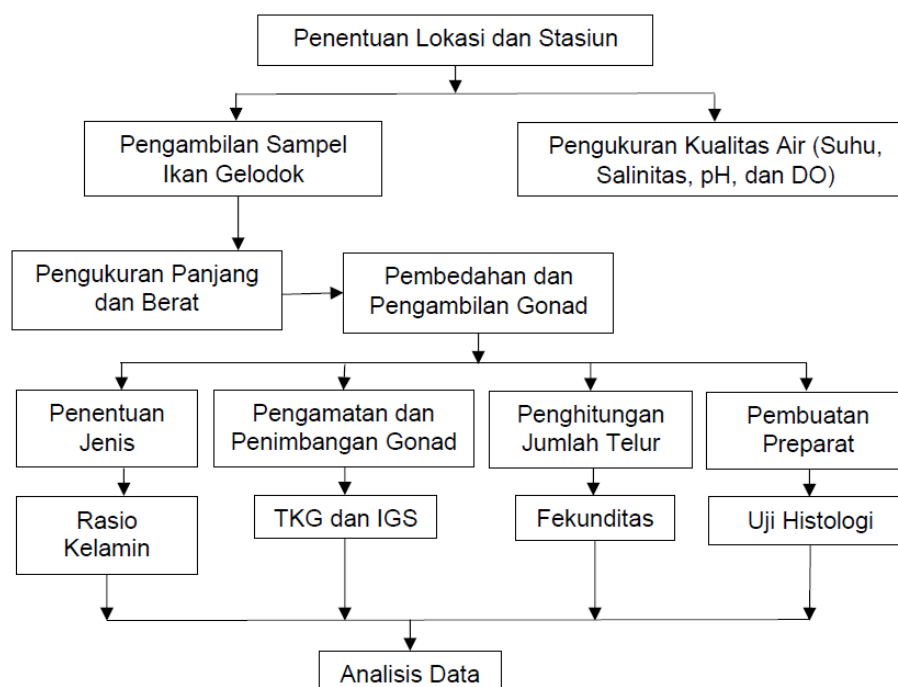 Penentuan Lokasi dan Stasiun
Pengambilan Sampel
Ikan Gelodok
Pengukuran Kualitas Air (Suhu,
Salinitas, pH, dan DO)
Pengukuran Panjang
dan Berat
Pembedahan dan
Pengambilan Gonad
Penentuan
Jenis
Pengamatan dan
Penimbangan Gonad
Penghitungan
Jumlah Telur
Pembuatan
Preparat
Rasio
Kelamin
TKG dan IGS
Fekunditas
Uji Histologi
Analisis Data